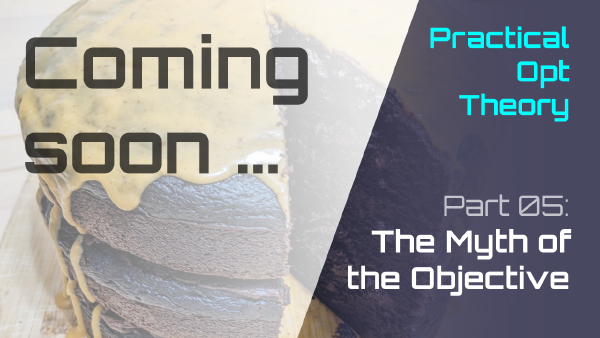 Coming
soon ...
Practical
Opt
Theory
Part 05:
The Myth of
the Objective